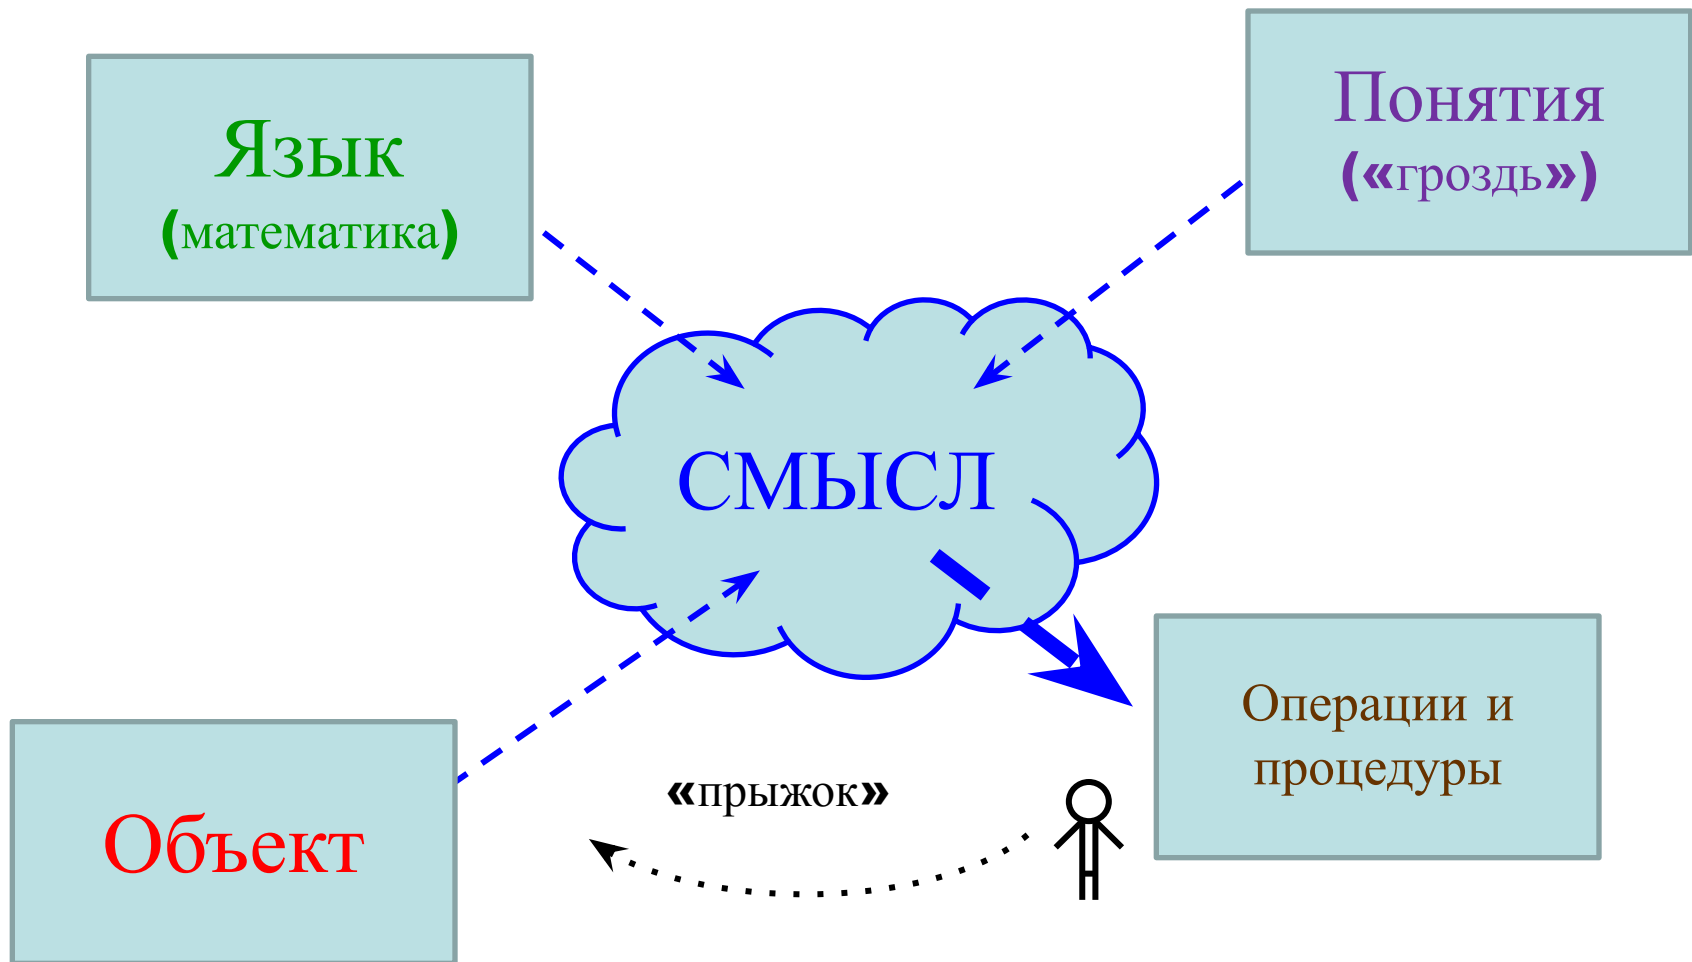 Язык
(математика)
Понятия
(«гроздь»)
СМЫСЛ
Операции и
процедуры
«прыжок»
Объект